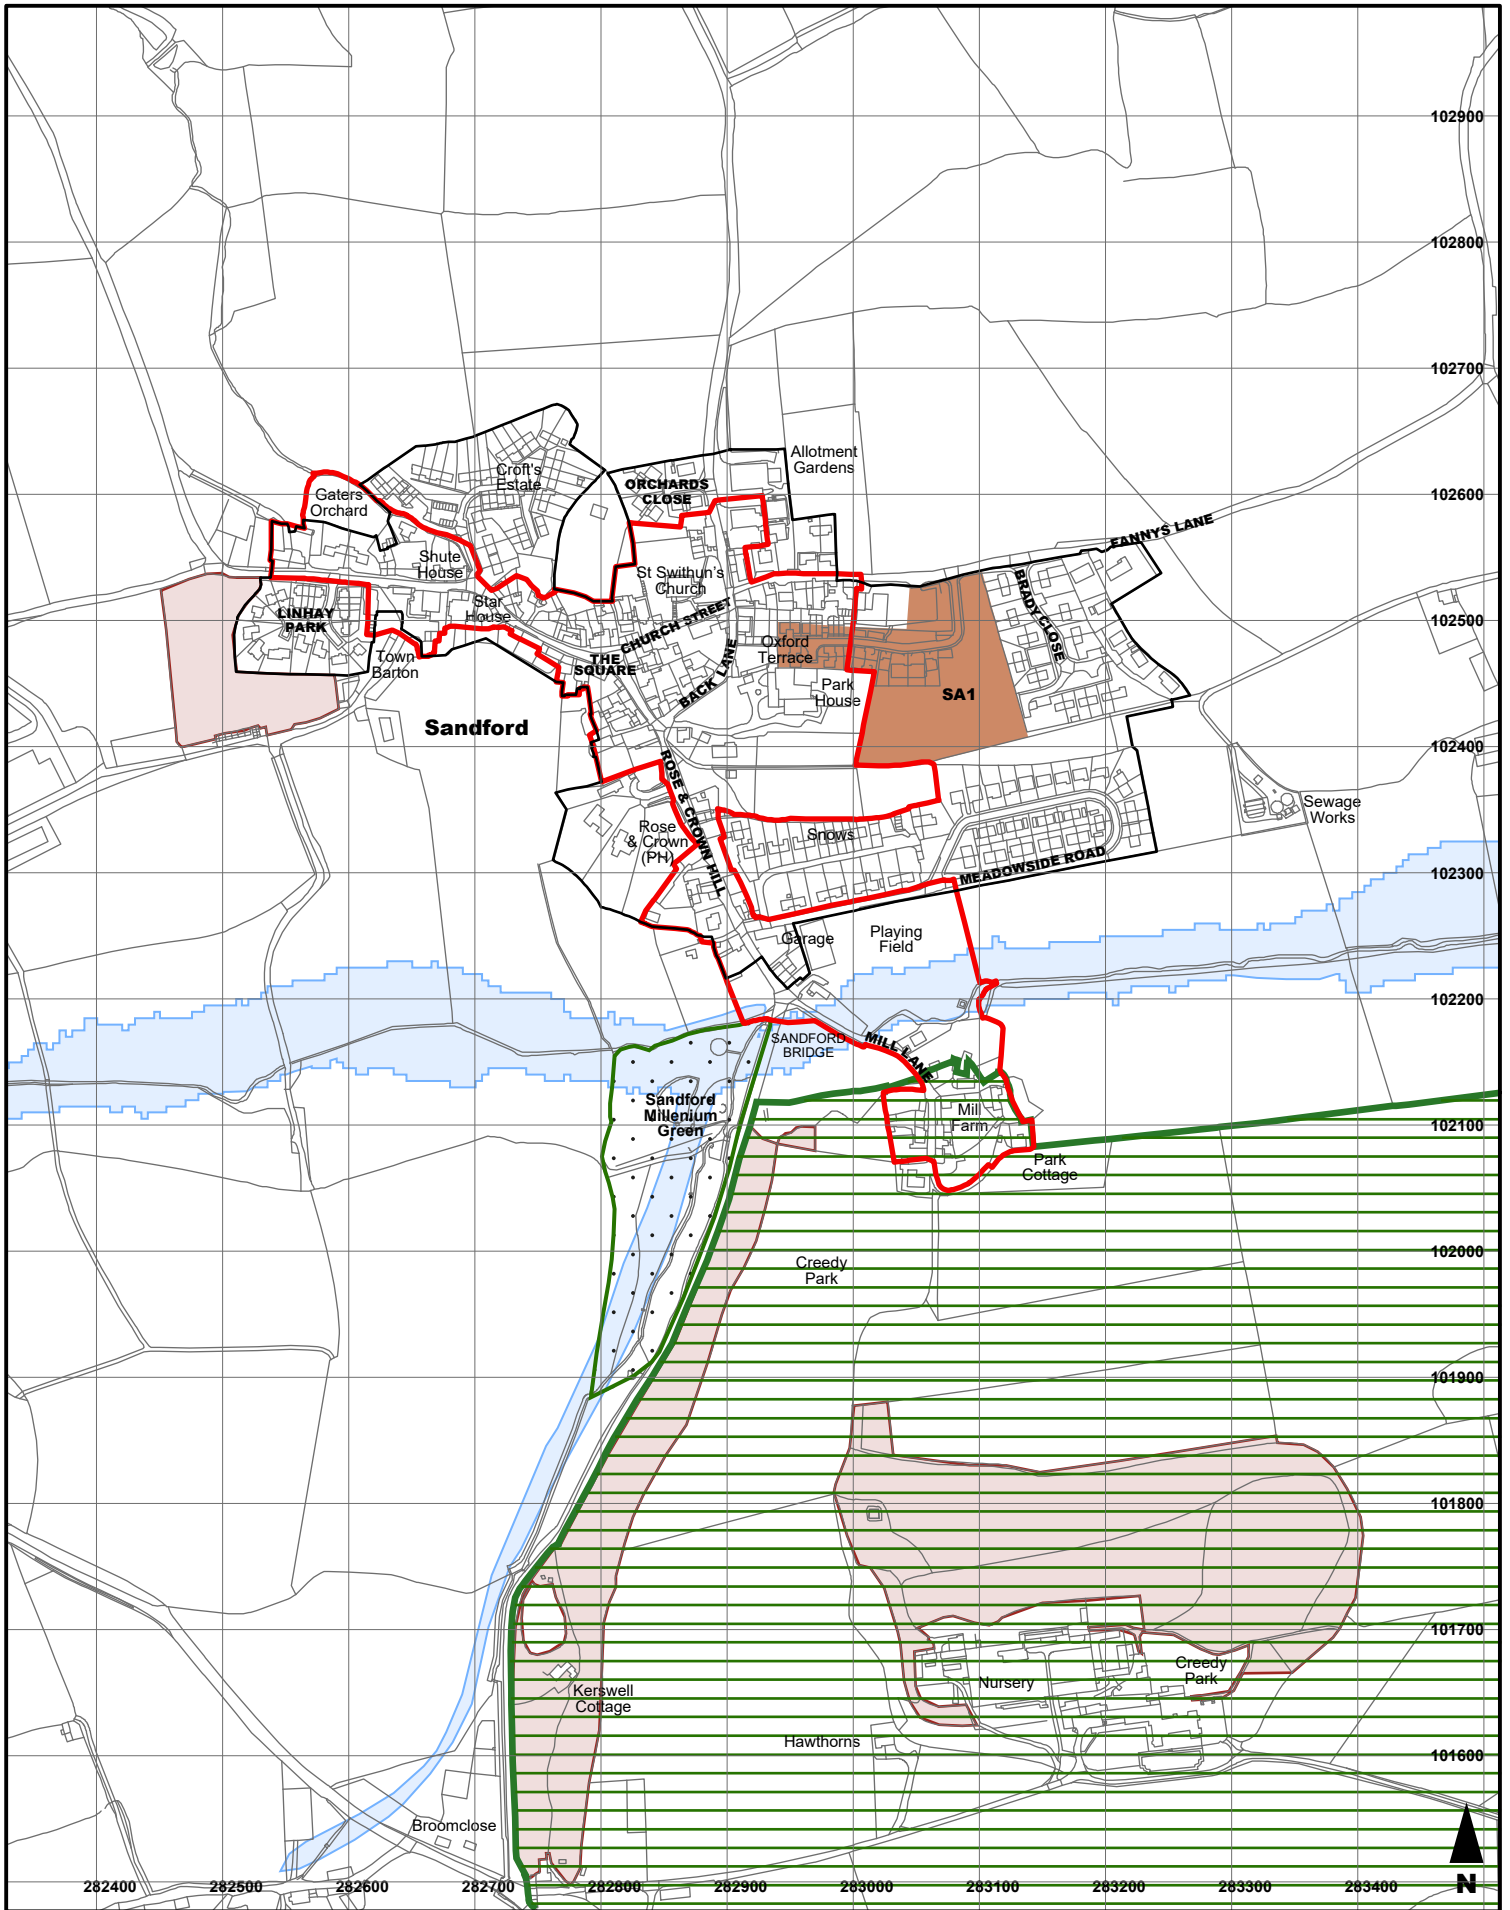 102900
102800
102700
Allotment
Gardens
Croft's
Estate
ORCHARDS
CLOSE
102600
Gaters
Orchard
FANNYS LANE
Shute
House
St Swithun's
Church
BRADY CLOSE
Star
House
LINHAY
PARK
CHURCH STREET
102500
Oxford
Terrace
THE
SQUARE
Town
Barton
BACK LANE
Park
House
SA1
Sandford
102400
ROSE & CROWN HILL
Sewage
Works
Rose
& Crown
(PH)
Snows
MEADOWSIDE ROAD
102300
Garage
Playing
Field
102200
SANDFORD
BRIDGE
MILL LANE
Sandford
Millenium
Green
Mill
Farm
102100
Park
Cottage
102000
Creedy
Park
101900
101800
101700
Creedy
Park
Nursery
Kerswell
Cottage
Hawthorns
101600
Broomclose
282400
282500
282600
282700
282800
282900
283000
283100
283200
283300
283400
N